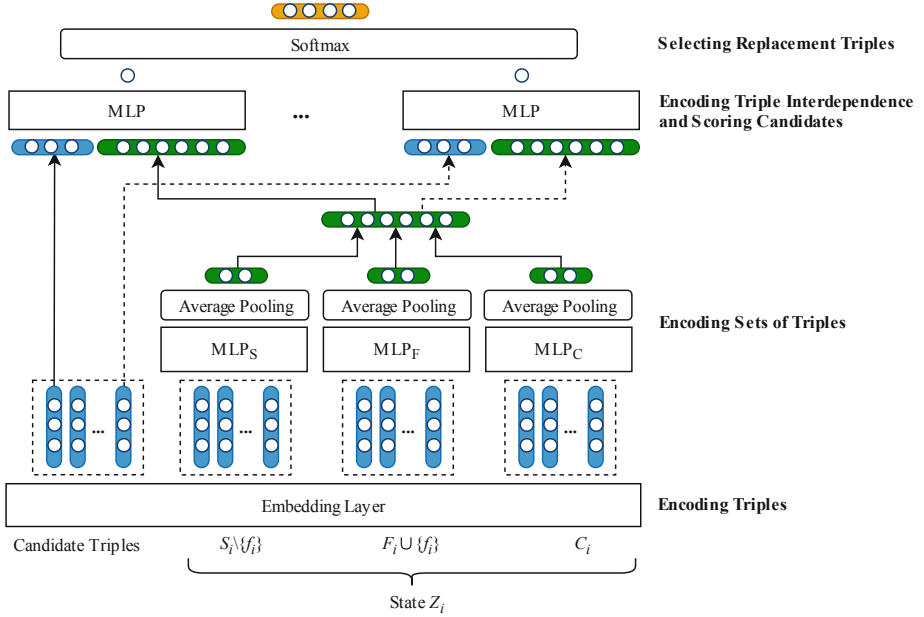 Softmax
Selecting Replacement Triples
MLP
...
MLP
Encoding Triple Interdependence
and Scoring Candidates
Average Pooling
Average Pooling
Average Pooling
Encoding Sets of Triples
MLP_S
MLP_F
MLP_C
...
...
...
...
Embedding Layer
Encoding Triples
Candidate Triples
S_i\{f_i}
F_i ∪ {f_i}
C_i
State Z_i